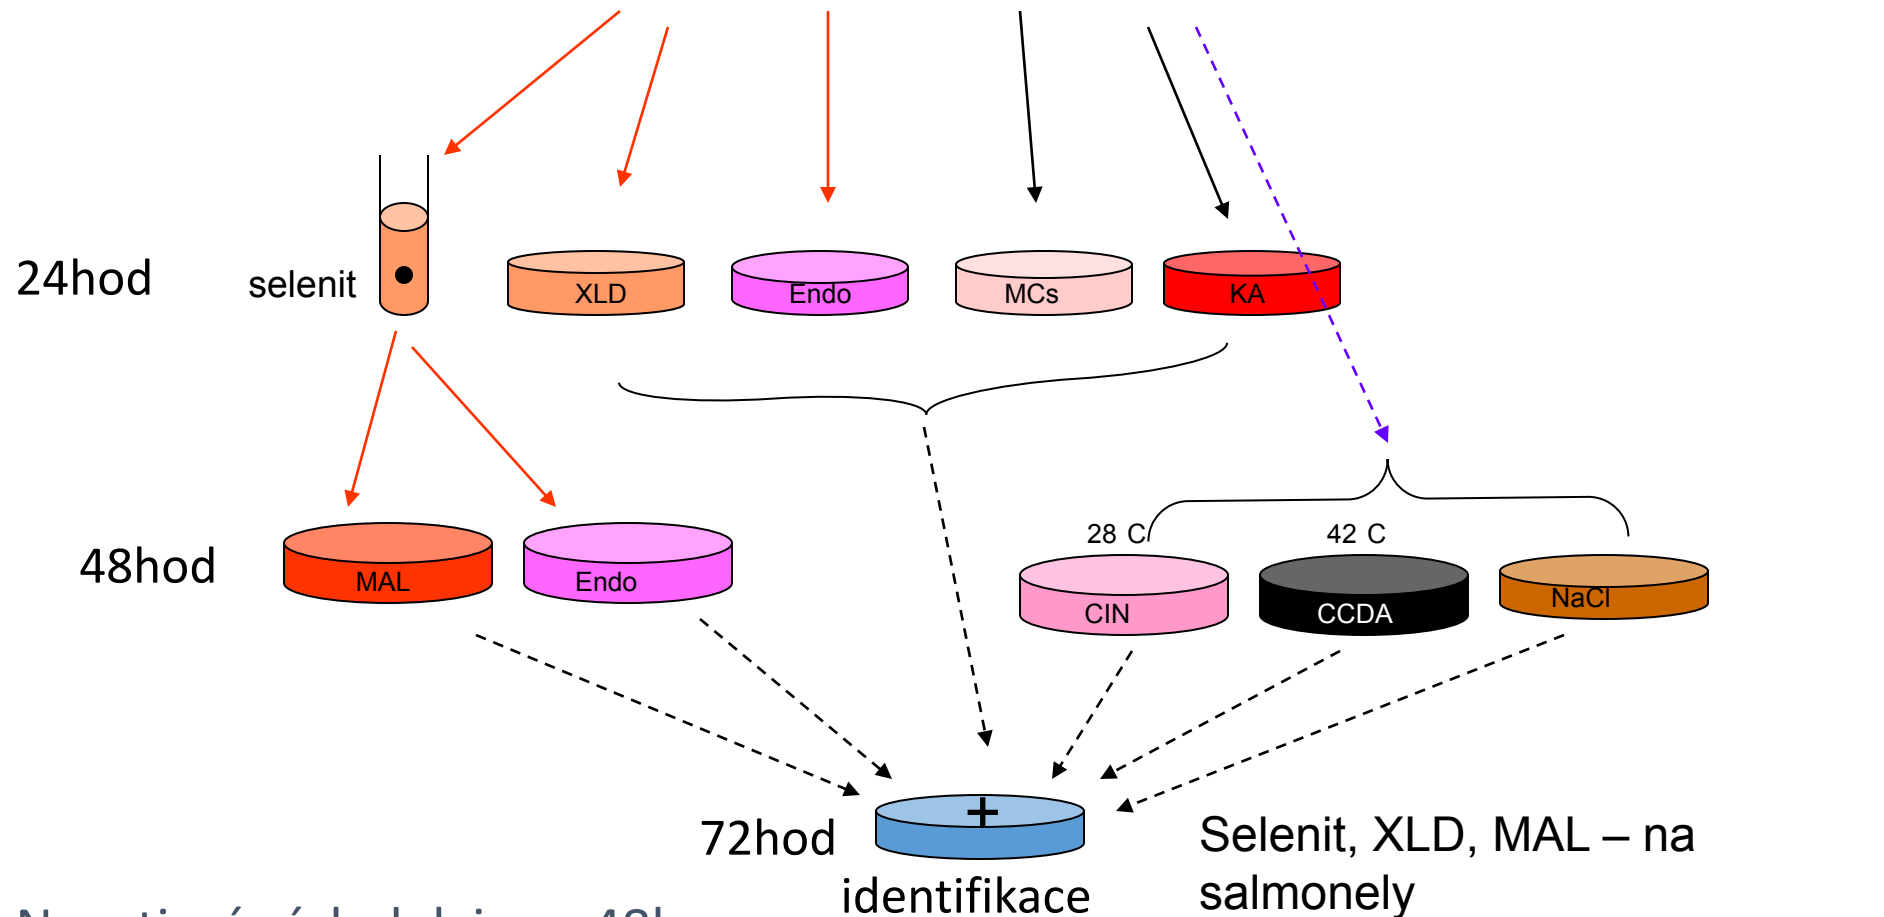 24hod
selenit
XLD
Endo
MCs
KA
28 C
42 C
48hod
MAL
Endo
CIN
CCDA
NaCl
+
72hod
identifikace
Selenit, XLD, MAL – na
salmonely